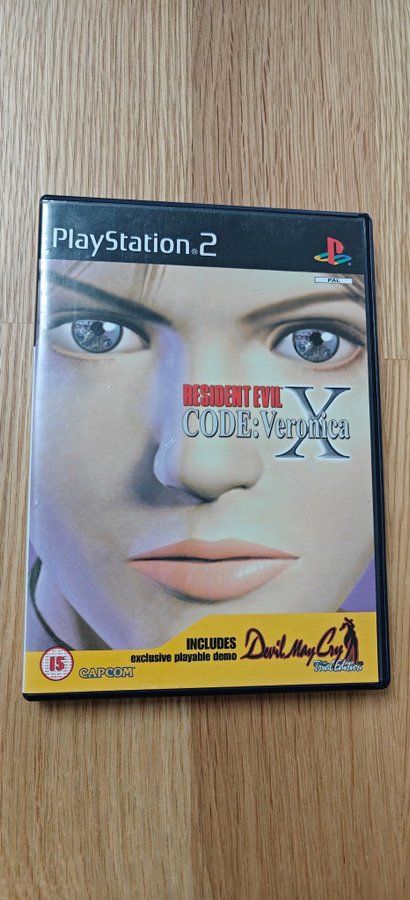 PlayStation®2
PAL
RESIDENT EVIL
CODE:Veronica X
INCLUDES
exclusive playable demo
Devil May Cry
Trial Edition
15
CAPCOM